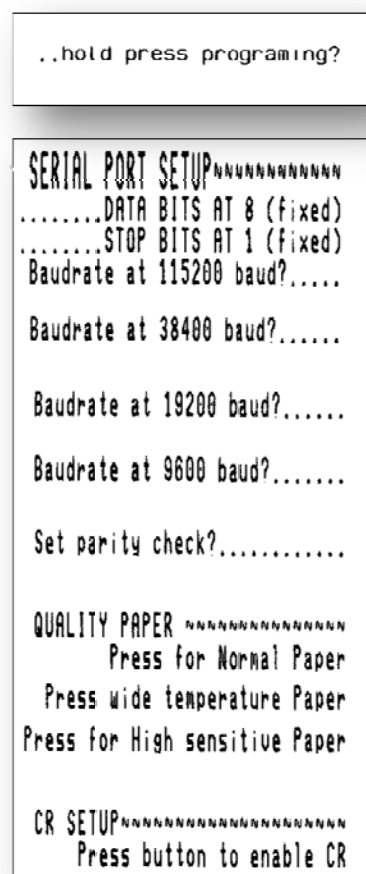 ..hold press programing?
SERIAL PORT SETUP~~~~~~~~~~~~
........DATA BITS AT 8 (fixed)
........STOP BITS AT 1 (fixed)
Baudrate at 115200 baud?.....
Baudrate at 38400 baud?......
Baudrate at 19200 baud?......
Baudrate at 9600 baud?.......
Set parity check?............
QUALITY PAPER ~~~~~~~~~~~~~~~
Press for Normal Paper
Press wide temperature Paper
Press for High sensitive Paper
CR SETUP~~~~~~~~~~~~~~~~~~~~~
Press button to enable CR